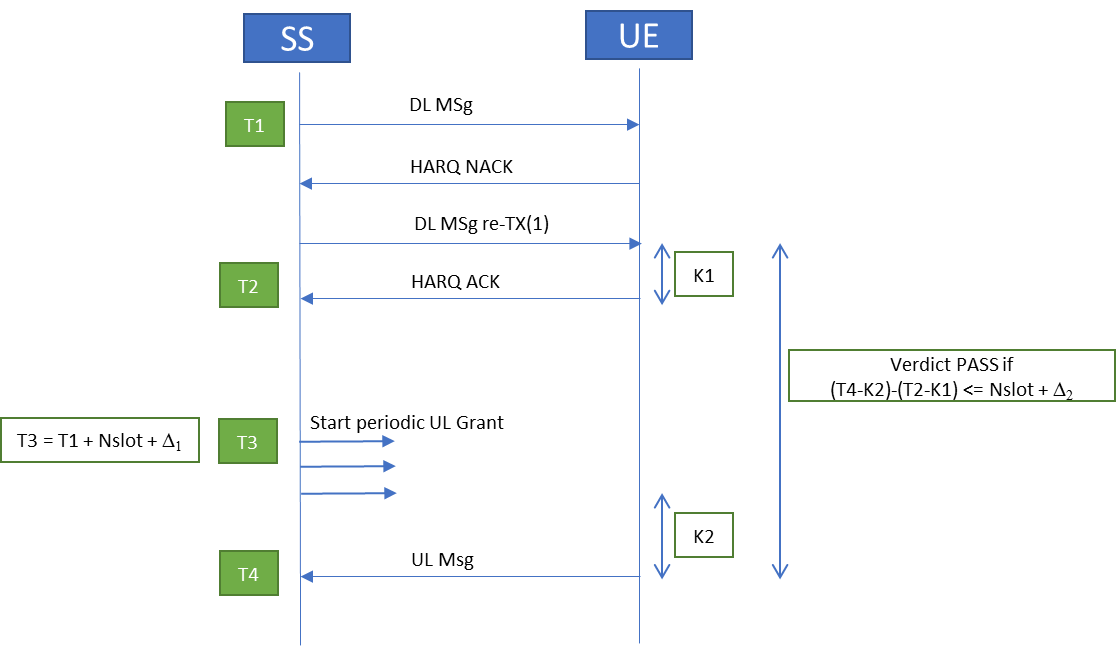 SS
UE
DL MSg
T1
HARQ NACK
DL MSg re-TX(1)
K1
HARQ ACK
T2
Verdict PASS if
(T4-K2)-(T2-K1) <= Nslot + Δ₂
Start periodic UL Grant
T3 = T1 + Nslot + Δ₁
T3
K2
UL Msg
T4